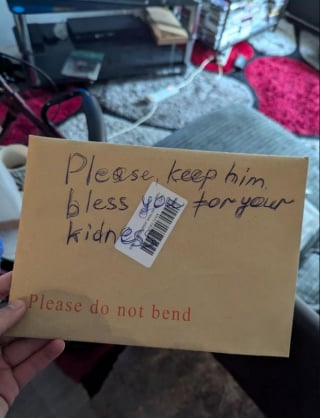 Please, keep him.
bless you for your
kidnes
Please do not bend